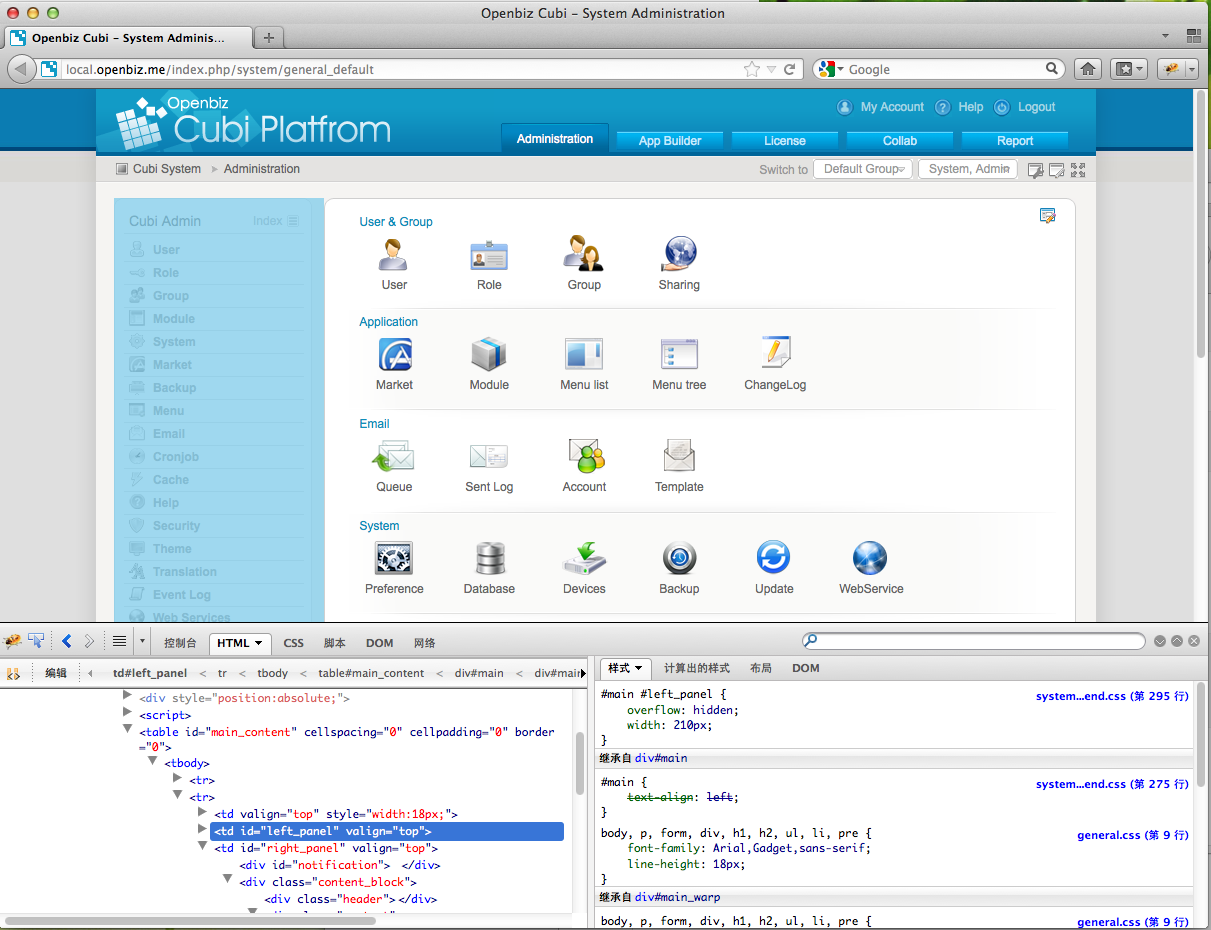 Openbiz Cubi – System Administration
Openbiz Cubi – System Adminis...
local.openbiz.me/index.php/system/general_default
Google
Openbiz
Cubi Platfrom
My Account
Help
Logout
Administration
App Builder
License
Collab
Report
Cubi System
Administration
Switch to
Default Group
System, Admin
Cubi Admin
Index
User
Role
Group
Module
System
Market
Backup
Menu
Email
Cronjob
Cache
Help
Security
Theme
Translation
Event Log
Web Services
User & Group
User
Role
Group
Sharing
Application
Market
Module
Menu list
Menu tree
ChangeLog
Email
Queue
Sent Log
Account
Template
System
Preference
Database
Devices
Backup
Update
WebService
控制台
HTML
CSS
脚本
DOM
网络
编辑
td#left_panel < tr < tbody < table#main_content < div#main < div#main
<div style="position:absolute;">
<script>
<table id="main_content" cellspacing="0" cellpadding="0" border
="0">
<tbody>
<tr>
<tr>
<td valign="top" style="width:18px;">
<td id="left_panel" valign="top">
<td id="right_panel" valign="top">
<div id="notification"> </div>
<div class="content_block">
<div class="header"></div>
样式
计算出的样式
布局
DOM
#main #left_panel {
system...end.css (第 295 行)
overflow: hidden;
width: 210px;
}
继承自 div#main
#main {
system...end.css (第 275 行)
text-align: left;
}
body, p, form, div, h1, h2, ul, li, pre {
general.css (第 9 行)
font-family: Arial,Gadget,sans-serif;
line-height: 18px;
}
继承自 div#main_warp
body, p, form, div, h1, h2, ul, li, pre {
general.css (第 9 行)